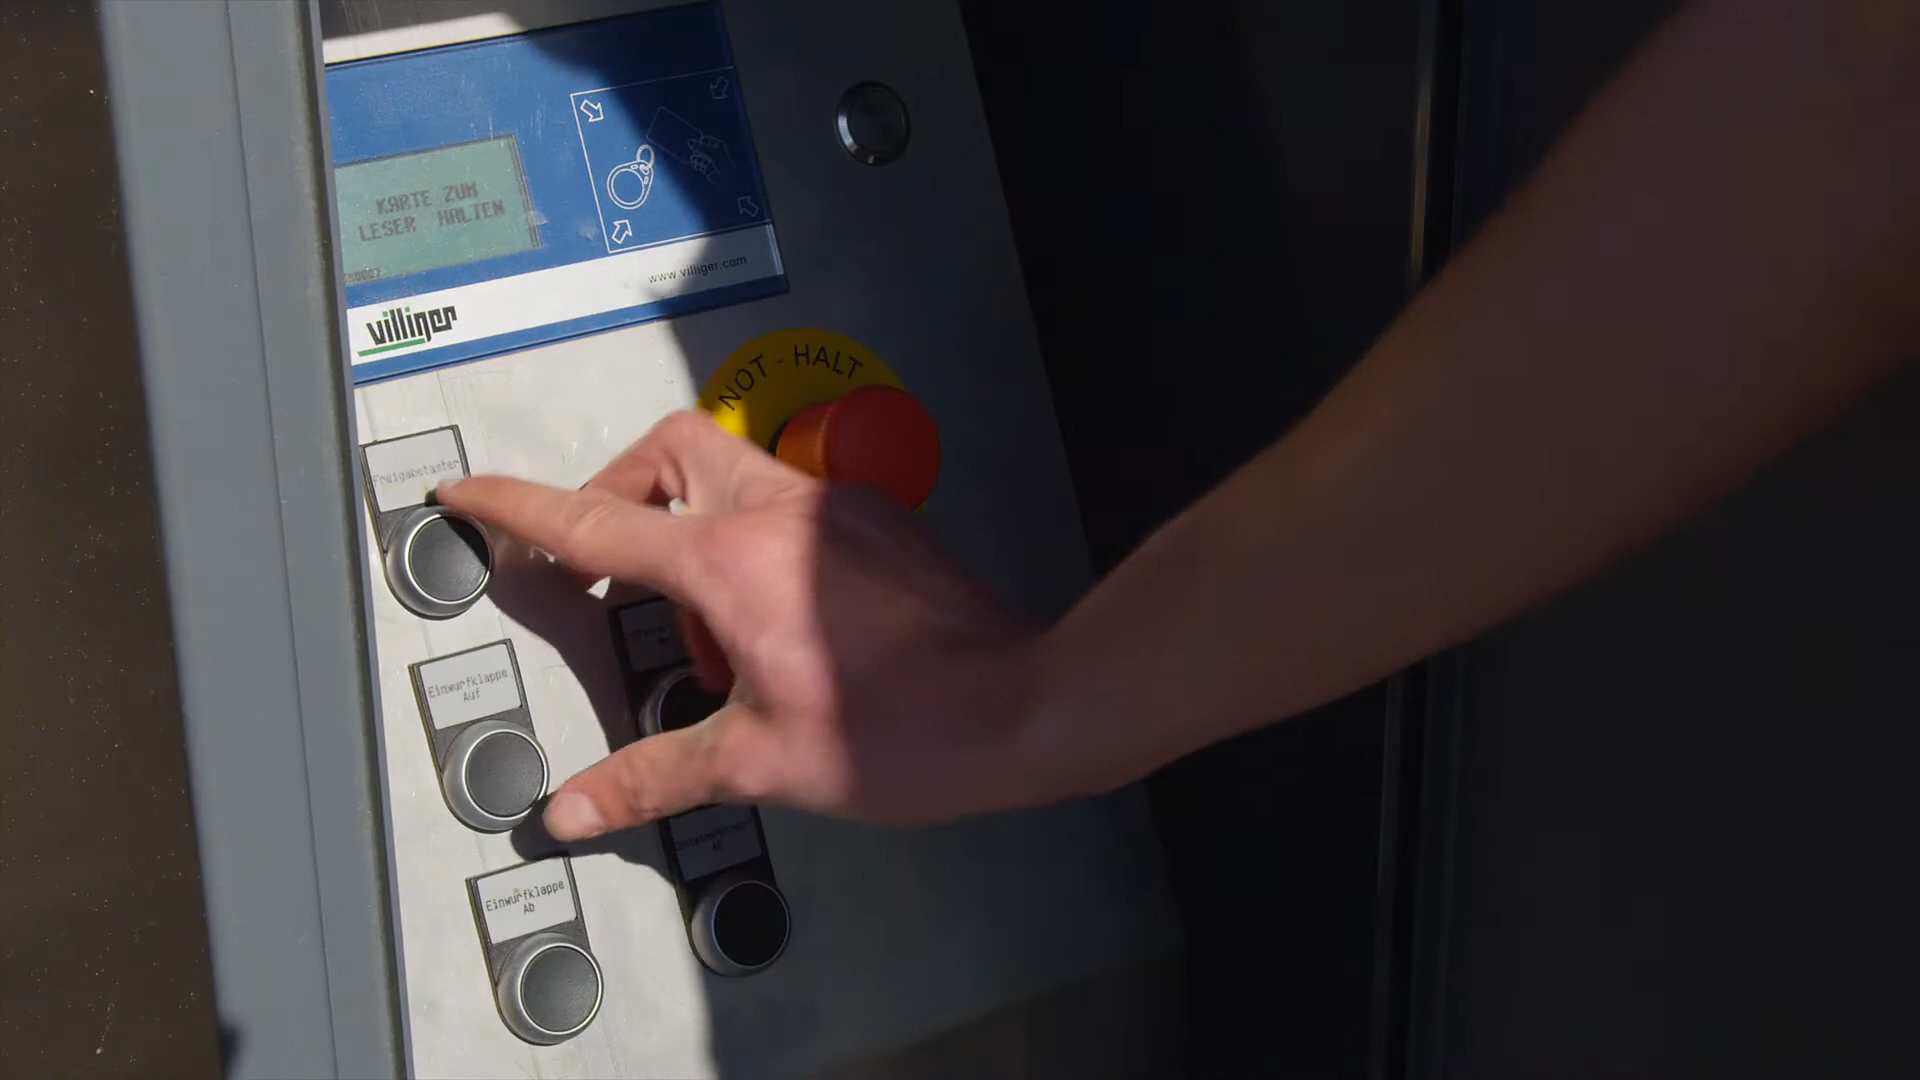 KARTE ZUM
LESER HALTEN
www.villiger.com
villiger
NOT-HALT
Freigabetaster
Einwurfklappe
Auf
Einwurfklappe
Ab